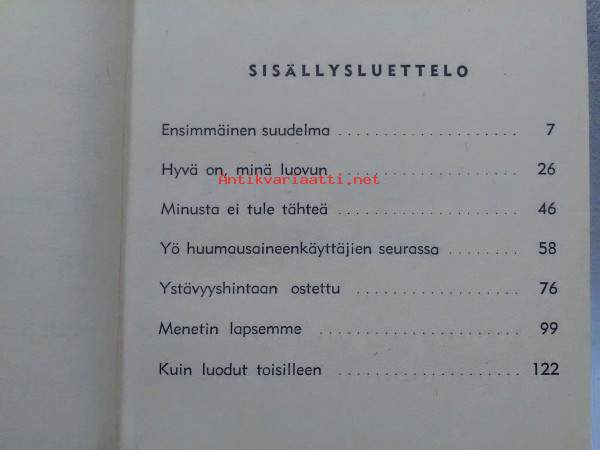 SISÄLLYSLUETTELO
Ensimmäinen suudelma .................... 7
Hyvä on, minä luovun .................... 26
Antikvariaatti.net
Minusta ei tule tähteä .................... 46
Yö huumausaineenkäyttäjien seurassa ........ 58
Ystävyyshintaan ostettu .................... 76
Menetin lapsemme .................... 99
Kuin luodut toisilleen .................... 122